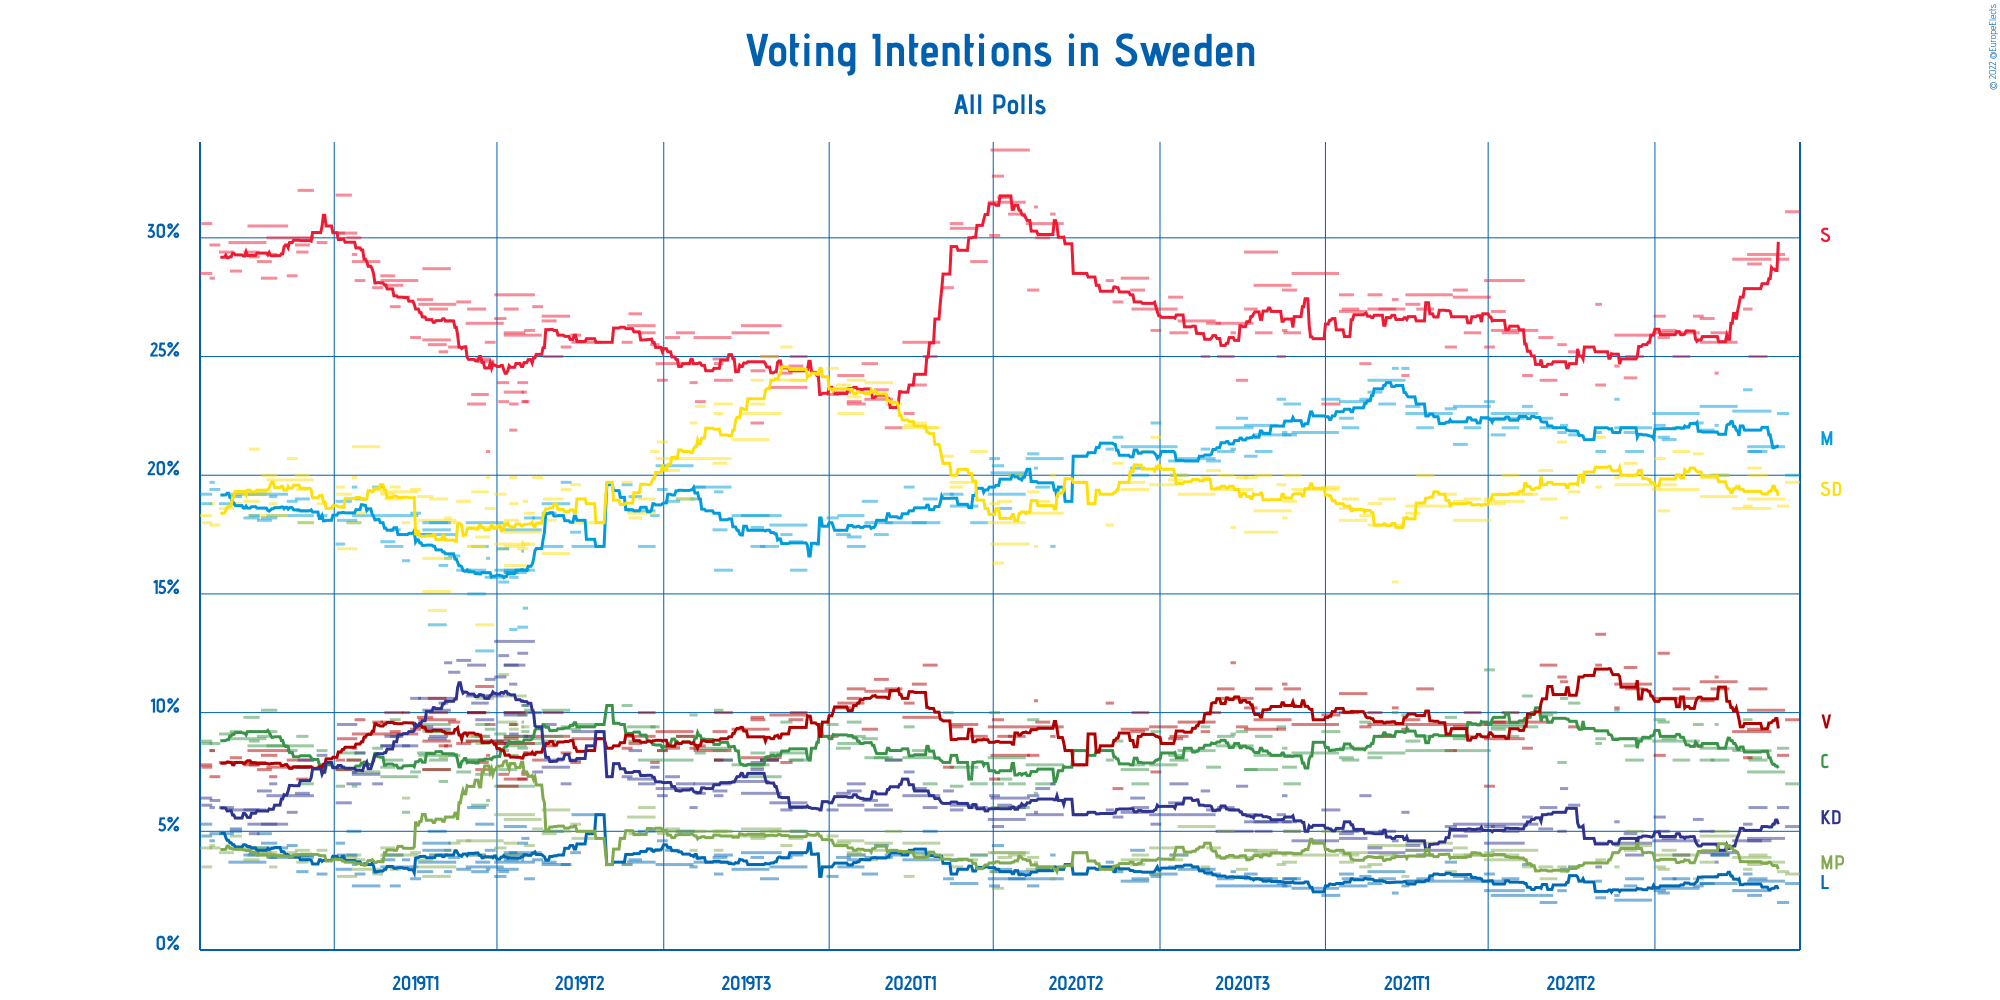 Voting Intentions in Sweden
All Polls
© 2022 @EuropeElects
30%
25%
20%
15%
10%
5%
0%
S
M
SD
V
C
KD
MP
L
2019T1 2019T2 2019T3 2020T1 2020T2 2020T3 2021T1 2021T2